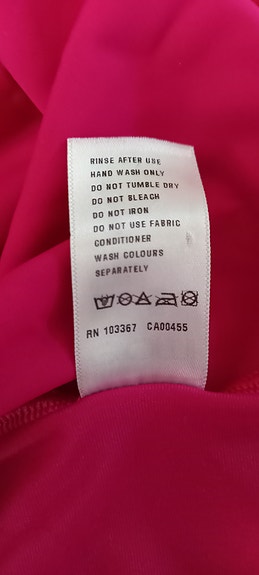 RINSE AFTER USE
HAND WASH ONLY
DO NOT TUMBLE DRY
DO NOT BLEACH
DO NOT IRON
DO NOT USE FABRIC
CONDITIONER
WASH COLOURS
SEPARATELY
RN 103367 CA00455